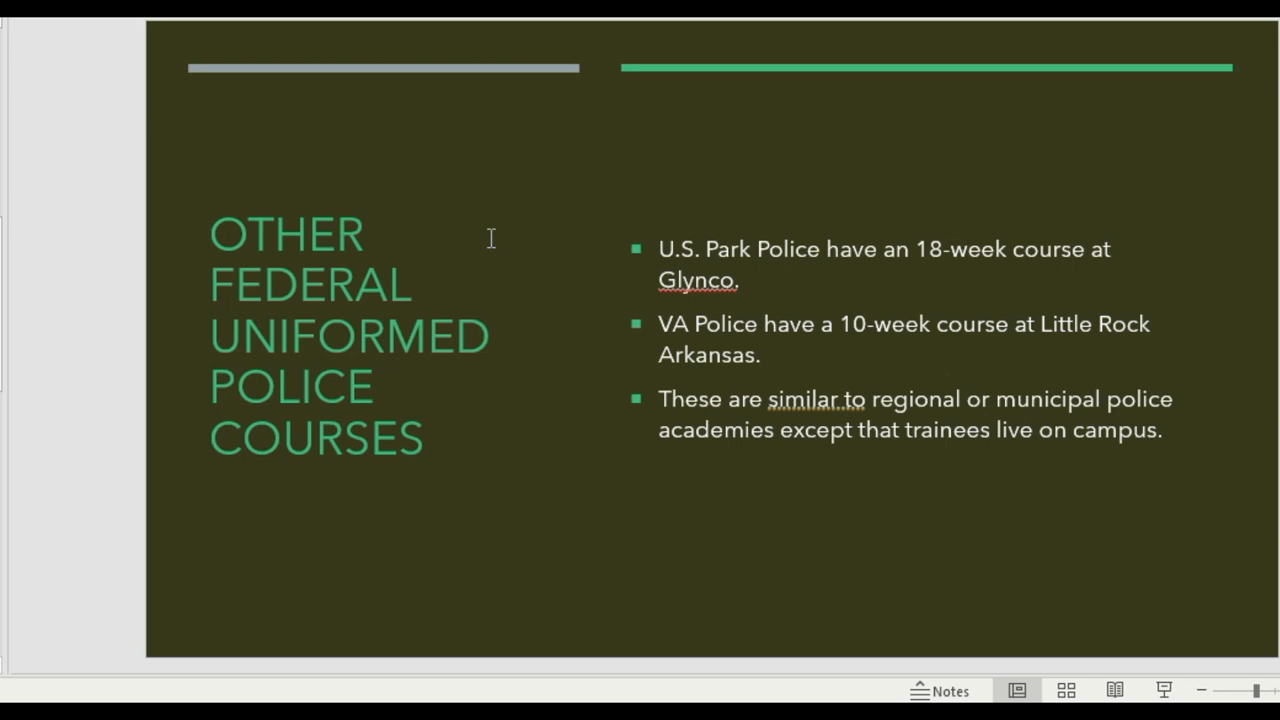 OTHER
FEDERAL
UNIFORMED
POLICE
COURSES
U.S. Park Police have an 18-week course at
Glynco.
VA Police have a 10-week course at Little Rock
Arkansas.
These are similar to regional or municipal police
academies except that trainees live on campus.
Notes